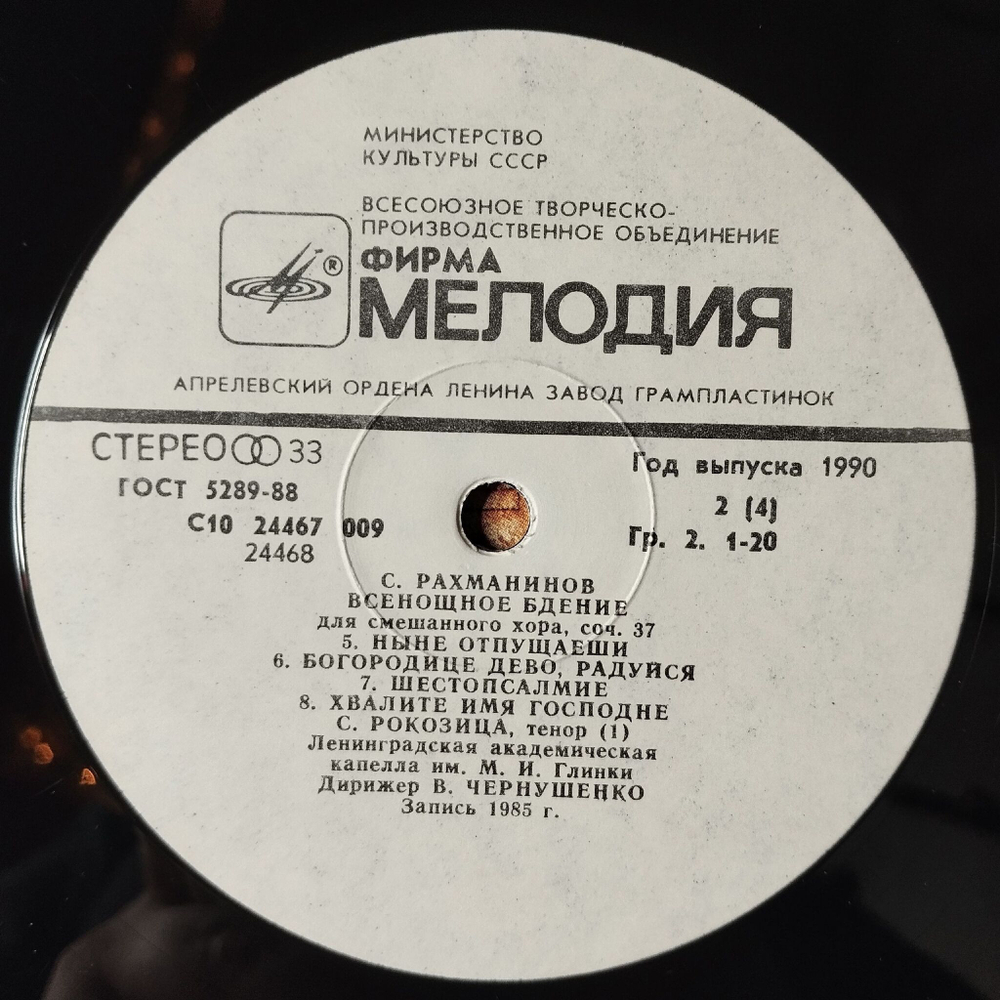 МИНИСТЕРСТВО
КУЛЬТУРЫ СССР
ВСЕСОЮЗНОЕ ТВОРЧЕСКО-
ПРОИЗВОДСТВЕННОЕ ОБЪЕДИНЕНИЕ
®
ФИРМА
МЕЛОДИЯ
АПРЕЛЕВСКИЙ ОРДЕНА ЛЕНИНА ЗАВОД ГРАМПЛАСТИНОК
СТЕРЕО 33
ГОСТ 5289-88
С10 24467 009
24468
Год выпуска 1990
2 (4)
Гр. 2. 1-20
С. РАХМАНИНОВ
ВСЕНОЩНОЕ БДЕНИЕ
для смешанного хора, соч. 37
5. НЫНЕ ОТПУЩАЕШИ
6. БОГОРОДИЦЕ ДЕВО, РАДУЙСЯ
7. ШЕСТОПСАЛМИЕ
8. ХВАЛИТЕ ИМЯ ГОСПОДНЕ
С. РОКОЗИЦА, тенор (1)
Ленинградская академическая
капелла им. М. И. Глинки
Дирижер В. ЧЕРНУШЕНКО
Запись 1985 г.